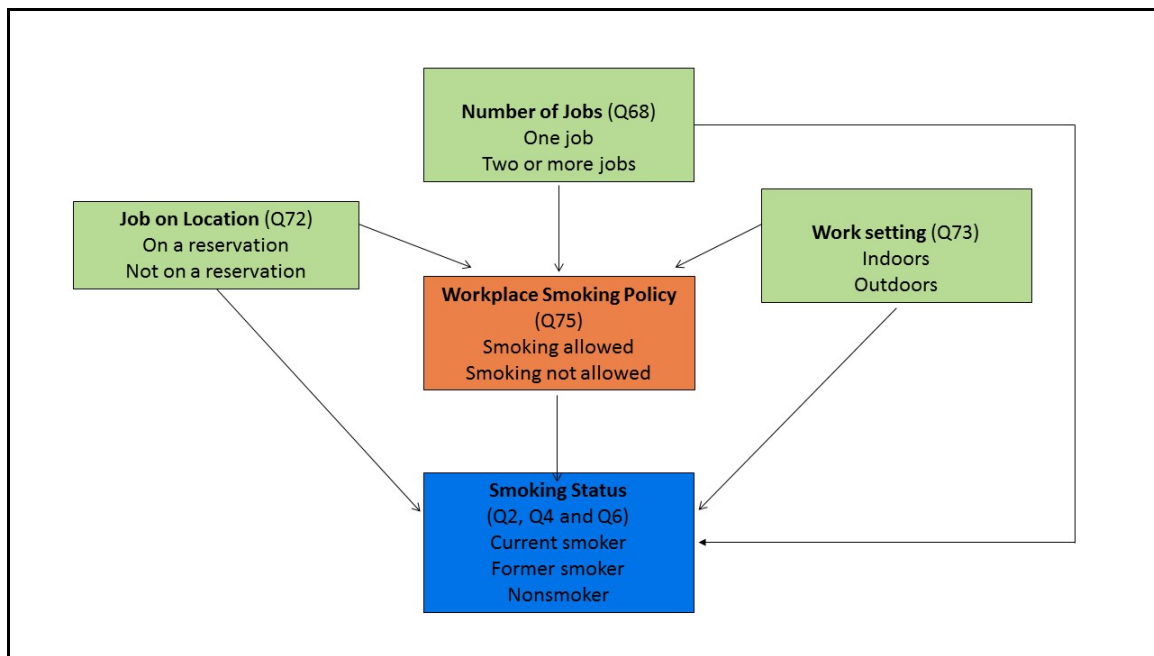 Number of Jobs (Q68)
One job
Two or more jobs
Job on Location (Q72)
On a reservation
Not on a reservation
Work setting (Q73)
Indoors
Outdoors
Workplace Smoking Policy
(Q75)
Smoking allowed
Smoking not allowed
Smoking Status
(Q2, Q4 and Q6)
Current smoker
Former smoker
Nonsmoker